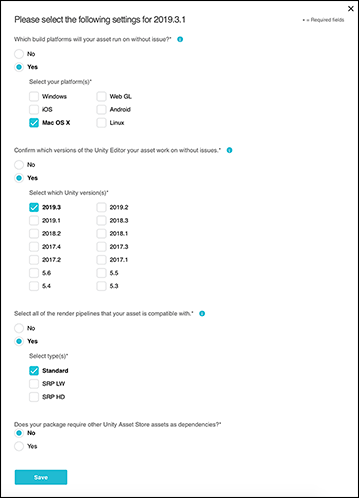 Please select the following settings for 2019.3.1
* = Required fields
Which build platforms will your asset run on without issue?*
No
Yes
Select your platform(s)*
Windows Web GL
iOS Android
Mac OS X Linux
Confirm which versions of the Unity Editor your asset work on without issues.*
No
Yes
Select which Unity version(s)*
2019.3 2019.2
2019.1 2018.3
2018.2 2018.1
2017.4 2017.3
2017.2 2017.1
5.6 5.5
5.4 5.3
Select all of the render pipelines that your asset is compatible with.*
No
Yes
Select type(s)*
Standard
SRP LW
SRP HD
Does your package require other Unity Asset Store assets as dependencies?*
No
Yes
Save